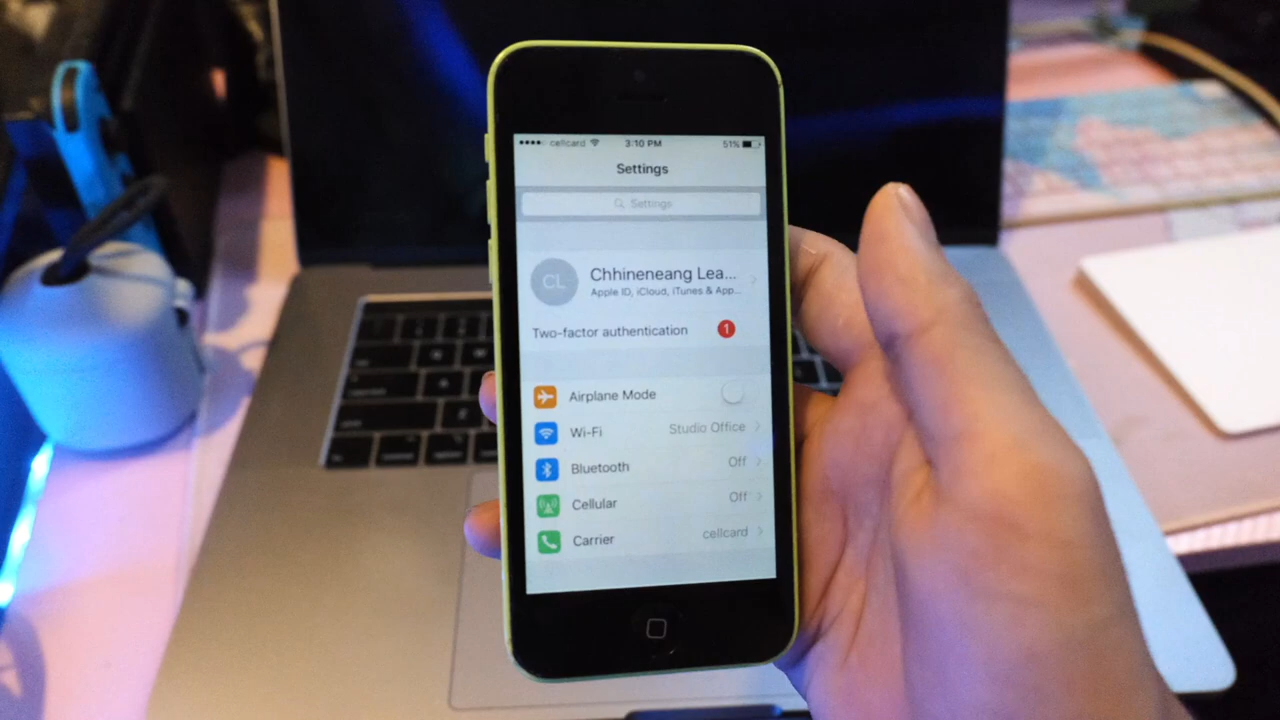 cellcard 3:10 PM 51%
Settings
Settings
CL
Chhineneang Lea...
Apple ID, iCloud, iTunes & App...
Two-factor authentication 1
Airplane Mode
Wi-Fi Studio Office
Bluetooth Off
Cellular Off
Carrier cellcard